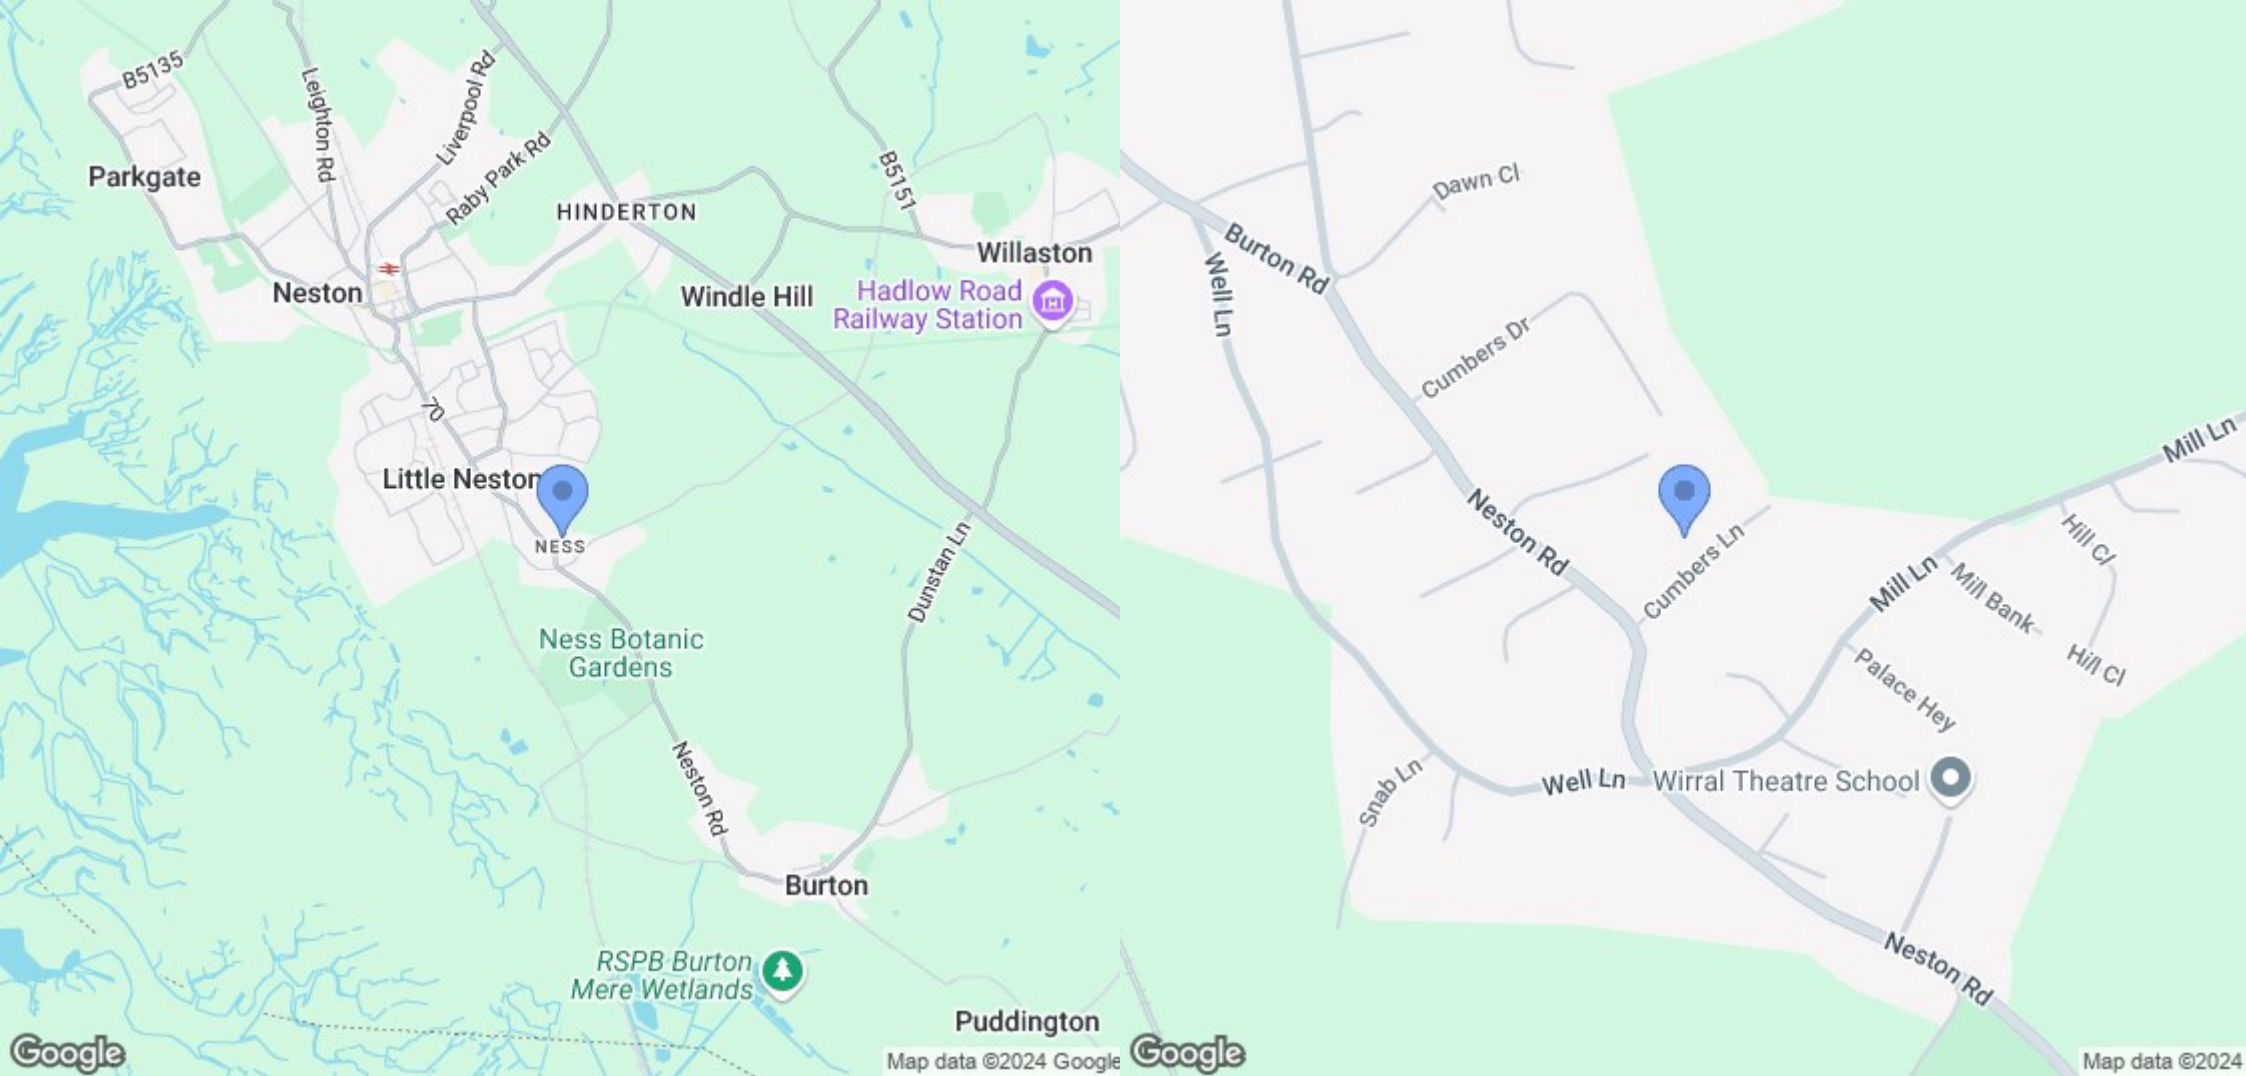 B5135
Leighton Rd
Liverpool Rd
Raby Park Rd
B5151
Parkgate
HINDERTON
Willaston
Neston
Windle Hill
Hadlow Road
Railway Station
70
Little Neston
NESS
Dunstan Ln
Ness Botanic
Gardens
Neston Rd
Burton
RSPB Burton
Mere Wetlands
Puddington
Google
Map data ©2024 Google
Dawn Cl
Burton Rd
Well Ln
Cumbers Dr
Mill Ln
Neston Rd
Cumbers Ln
Hill Cl
Mill Ln
Mill Bank
Hill Cl
Palace Hey
Snab Ln
Well Ln
Wirral Theatre School
Neston Rd
Google
Map data ©2024